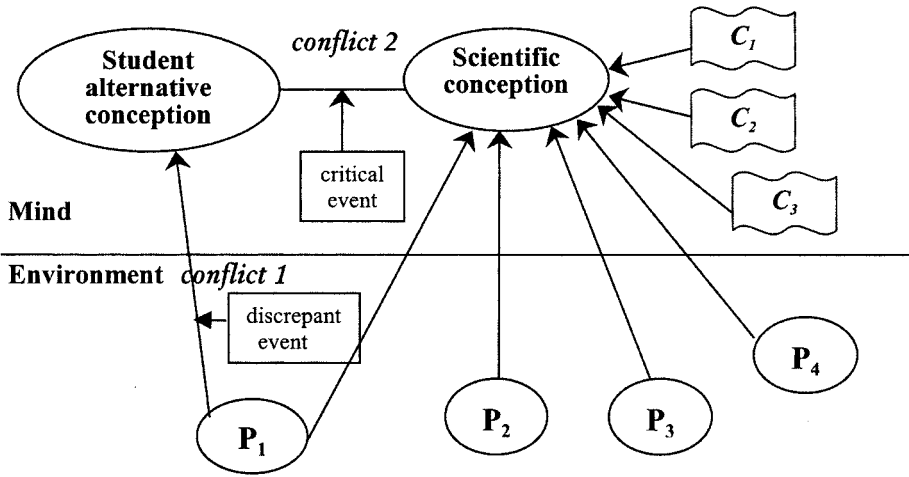 conflict 2
Student
alternative
conception
Scientific
conception
C1
C2
C3
critical
event
Mind
Environment conflict 1
discrepant
event
P1
P2
P3
P4